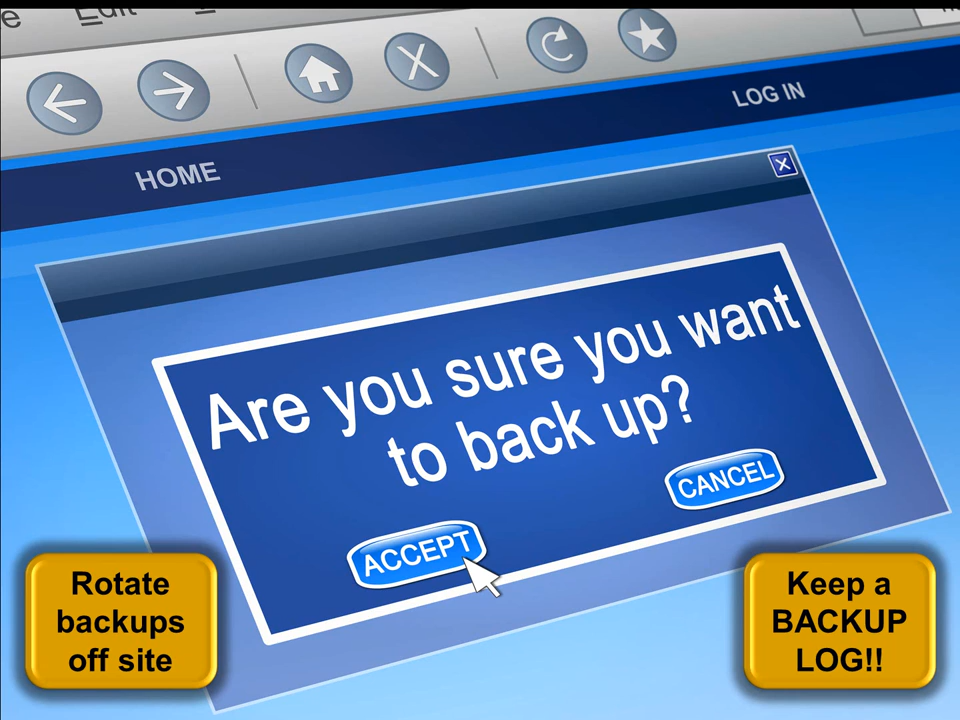 Edit
LOG IN
HOME
Are you sure you want
to back up?
CANCEL
ACCEPT
Rotate
backups
off site
Keep a
BACKUP
LOG!!